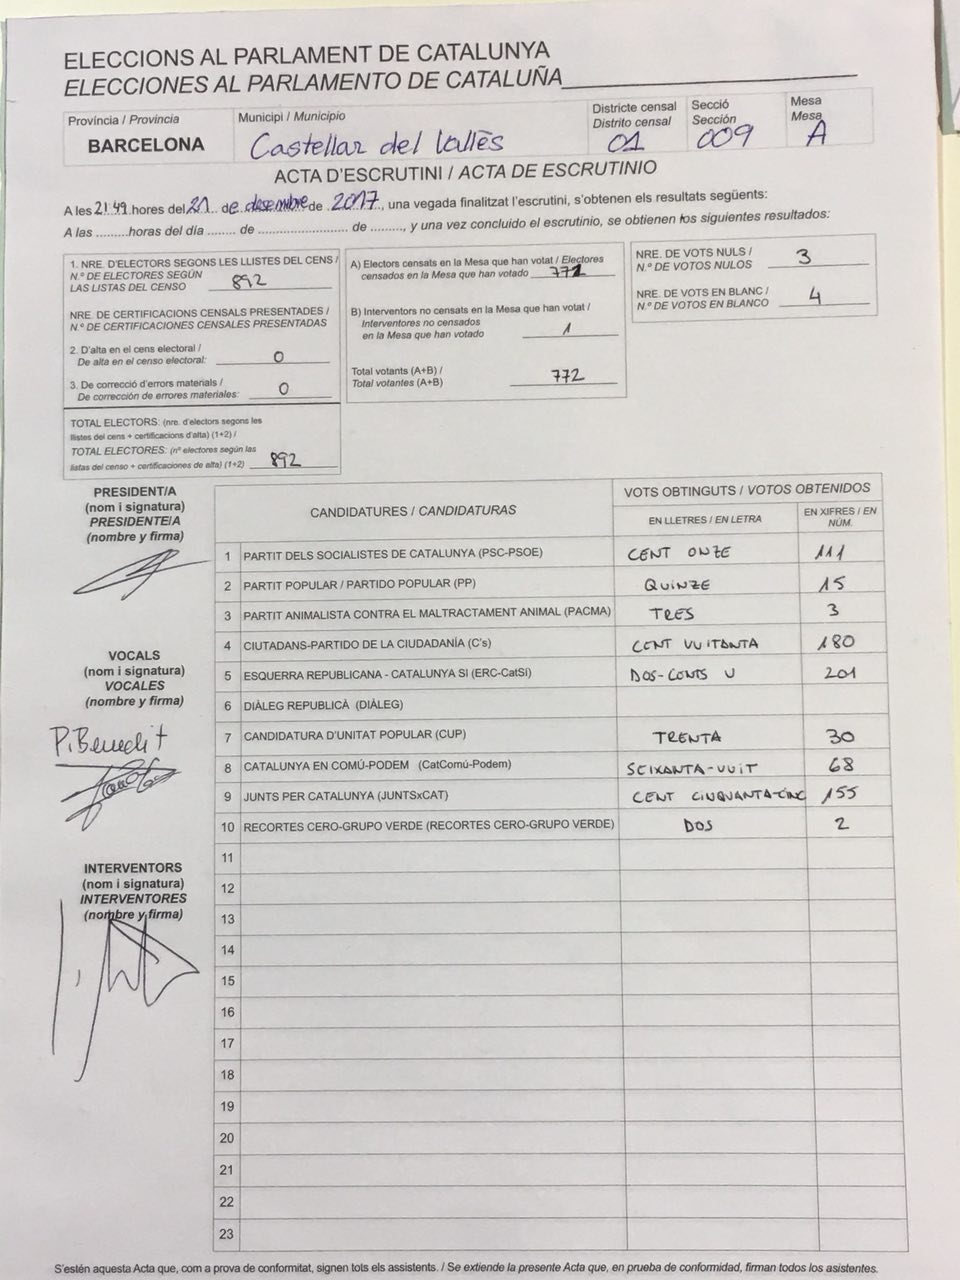 ELECCIONS AL PARLAMENT DE CATALUNYA
ELECCIONES AL PARLAMENTO DE CATALUÑA
Província / Provincia
BARCELONA
Municipi / Municipio
Castellar del Vallès
Districte censal
Distrito censal
01
Secció
Sección
009
Mesa
Mesa
A
ACTA D'ESCRUTINI / ACTA DE ESCRUTINIO
A les 21:49 hores del 21 de desembre de 2017, una vegada finalitzat l'escrutini, s'obtenen els resultats següents:
A las .........horas del día ........ de .......................... de ........., y una vez concluido el escrutinio, se obtienen los siguientes resultados:
1. NRE. D'ELECTORS SEGONS LES LLISTES DEL CENS /
N.º DE ELECTORES SEGÚN
LAS LISTAS DEL CENSO 892
NRE. DE CERTIFICACIONS CENSALS PRESENTADES /
N.º DE CERTIFICACIONES CENSALES PRESENTADAS
2. D'alta en el cens electoral /
De alta en el censo electoral: 0
3. De correcció d'errors materials /
De corrección de errores materiales: 0
TOTAL ELECTORS: (nre. d'electors segons les
llistes del cens + certificacions d'alta) (1+2) /
TOTAL ELECTORES: (nº electores según las
listas del censo + certificaciones de alta) (1+2) 892
A) Electors censats en la Mesa que han votat / Electores
censados en la Mesa que han votado 771
B) Interventors no censats en la Mesa que han votat /
Interventores no censados
en la Mesa que han votado 1
Total votants (A+B) /
Total votantes (A+B) 772
NRE. DE VOTS NULS /
N.º DE VOTOS NULOS 3
NRE. DE VOTS EN BLANC /
N.º DE VOTOS EN BLANCO 4
PRESIDENT/A
(nom i signatura)
PRESIDENTE/A
(nombre y firma)
VOCALS
(nom i signatura)
VOCALES
(nombre y firma)
P. Benedit
INTERVENTORS
(nom i signatura)
INTERVENTORES
(nombre y firma)
CANDIDATURES / CANDIDATURAS
VOTS OBTINGUTS / VOTOS OBTENIDOS
EN LLETRES / EN LETRA
EN XIFRES / EN
NÚM.
1 PARTIT DELS SOCIALISTES DE CATALUNYA (PSC-PSOE) CENT ONZE 111
2 PARTIT POPULAR / PARTIDO POPULAR (PP) QUINZE 15
3 PARTIT ANIMALISTA CONTRA EL MALTRACTAMENT ANIMAL (PACMA) TRES 3
4 CIUTADANS-PARTIDO DE LA CIUDADANÍA (C's) CENT VUITANTA 180
5 ESQUERRA REPUBLICANA - CATALUNYA SI (ERC-CatSí) DOS-CENTS U 201
6 DIÀLEG REPUBLICÀ (DIÀLEG)
7 CANDIDATURA D'UNITAT POPULAR (CUP) TRENTA 30
8 CATALUNYA EN COMÚ-PODEM (CatComú-Podem) SEIXANTA-VUIT 68
9 JUNTS PER CATALUNYA (JUNTSxCAT) CENT CINQUANTA-CINC 155
10 RECORTES CERO-GRUPO VERDE (RECORTES CERO-GRUPO VERDE) DOS 2
11
12
13
14
15
16
17
18
19
20
21
22
23
S'estén aquesta Acta que, com a prova de conformitat, signen tots els assistents. / Se extiende la presente Acta que, en prueba de conformidad, firman todos los asistentes.